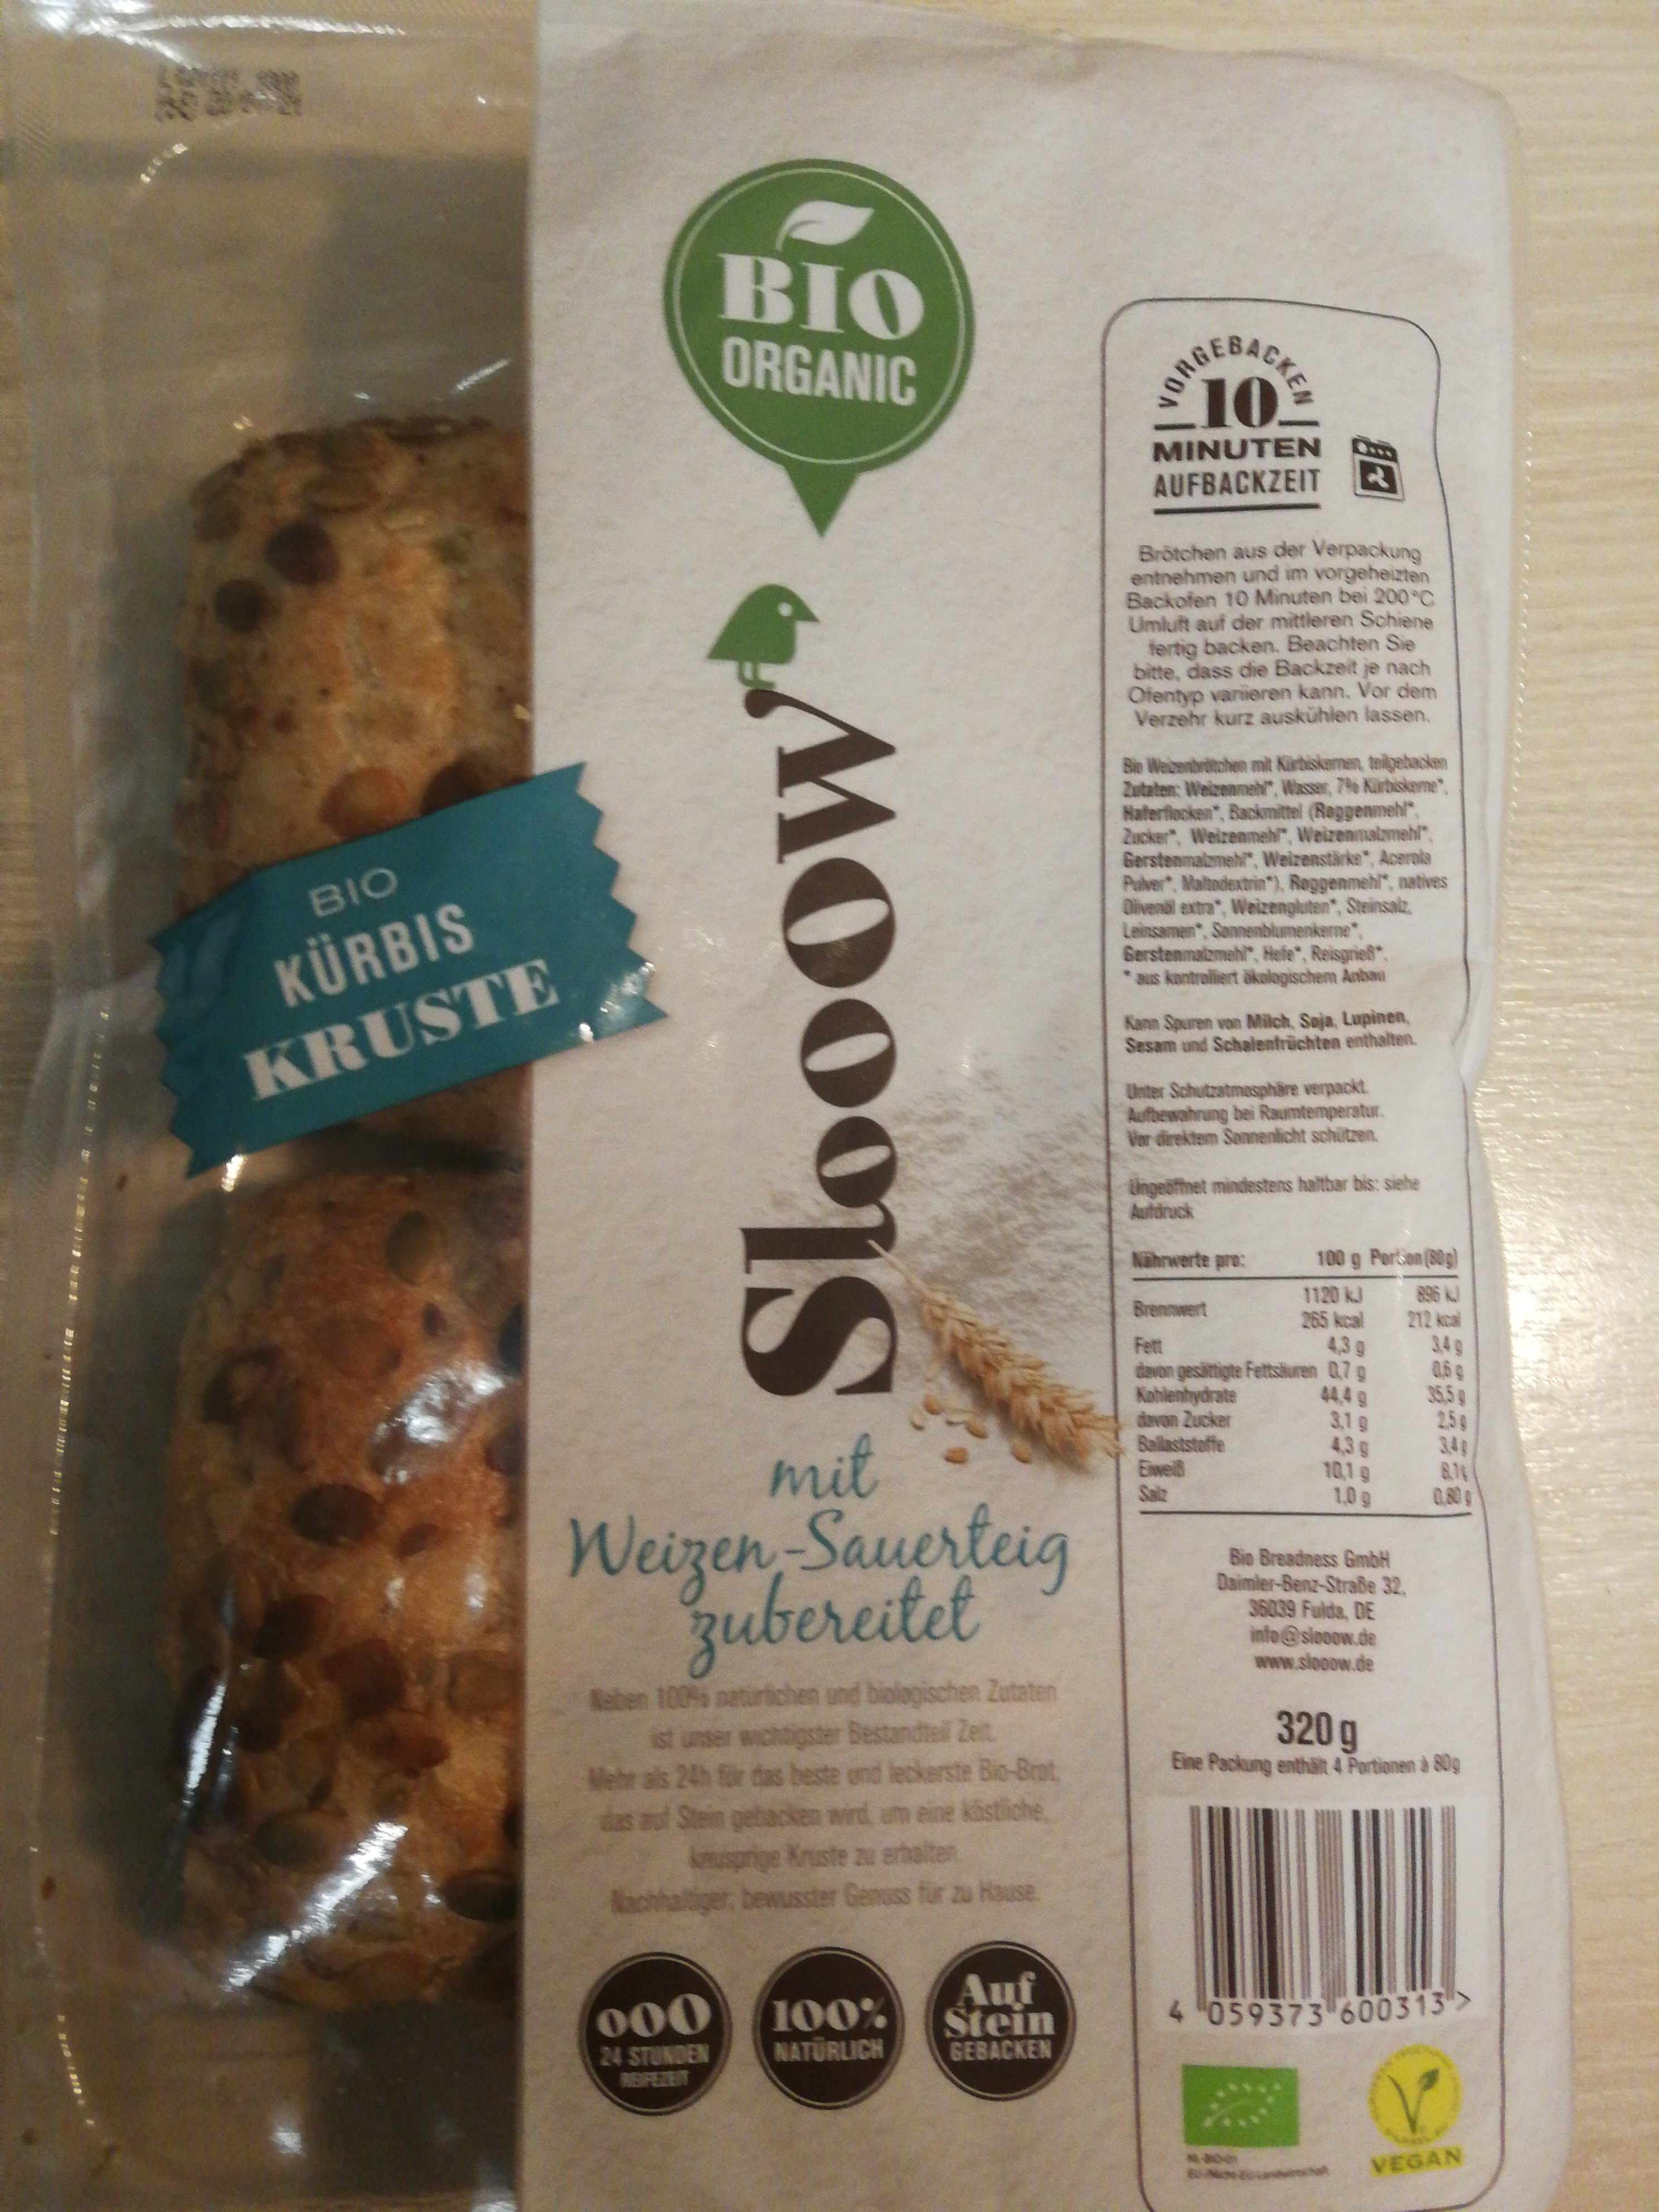 BIO
ORGANIC
SlooOW
mit
Weizen-Sauerteig
zubereitet
Neben 100% natürlichen und biologischen Zutaten
ist unser wichtigster Bestandteil Zeit.
Mehr als 24h für das beste und leckerste Bio-Brot,
das auf Stein gebacken wird, um eine köstliche,
knusprige Kruste zu erhalten.
Nachhaltiger, bewusster Genuss für zu Hause.
24 STUNDEN
REIFEZEIT
100%
NATÜRLICH
Auf
Stein
GEBACKEN
BIO
KÜRBIS
KRUSTE
VORGEBACKEN
10
MINUTEN
AUFBACKZEIT
Brötchen aus der Verpackung
entnehmen und im vorgeheizten
Backofen 10 Minuten bei 200°C
Umluft auf der mittleren Schiene
fertig backen. Beachten Sie
bitte, dass die Backzeit je nach
Ofentyp variieren kann. Vor dem
Verzehr kurz auskühlen lassen.
Bio Weizenbrötchen mit Kürbiskernen, teilgebacken
Zutaten: Weizenmehl*, Wasser, 7% Kürbiskerne*,
Haferflocken*, Backmittel (Roggenmehl*,
Zucker*, Weizenmehl*, Weizenmalzmehl*,
Gerstenmalzmehl*, Weizenstärke*, Acerola
Pulver*, Maltodextrin*), Roggenmehl*, natives
Olivenöl extra*, Weizengluten*, Steinsalz,
Leinsamen*, Sonnenblumenkerne*,
Gerstenmalzmehl*, Hefe*, Reisgrieß*.
* aus kontrolliert ökologischem Anbau
Kann Spuren von Milch, Soja, Lupinen,
Sesam und Schalenfrüchten enthalten.
Unter Schutzatmosphäre verpackt.
Aufbewahrung bei Raumtemperatur.
Vor direktem Sonnenlicht schützen.
Ungeöffnet mindestens haltbar bis: siehe
Aufdruck
Nährwerte pro: 100 g Portion (80g)
Brennwert 1120 kJ 896 kJ
265 kcal 212 kcal
Fett 4,3 g 3,4 g
davon gesättigte Fettsäuren 0,7 g 0,6 g
Kohlenhydrate 44,4 g 35,5 g
davon Zucker 3,1 g 2,5 g
Ballaststoffe 4,3 g 3,4 g
Eiweiß 10,1 g 8,1g
Salz 1,0 g 0,80 g
Bio Breadness GmbH
Daimler-Benz-Straße 32,
36039 Fulda, DE
info@slooow.de
www.slooow.de
320 g
Eine Packung enthält 4 Portionen à 80g
4 059373 600313 >
NL-BIO-01
EU-/Nicht-EU-Landwirtschaft
VEGAN